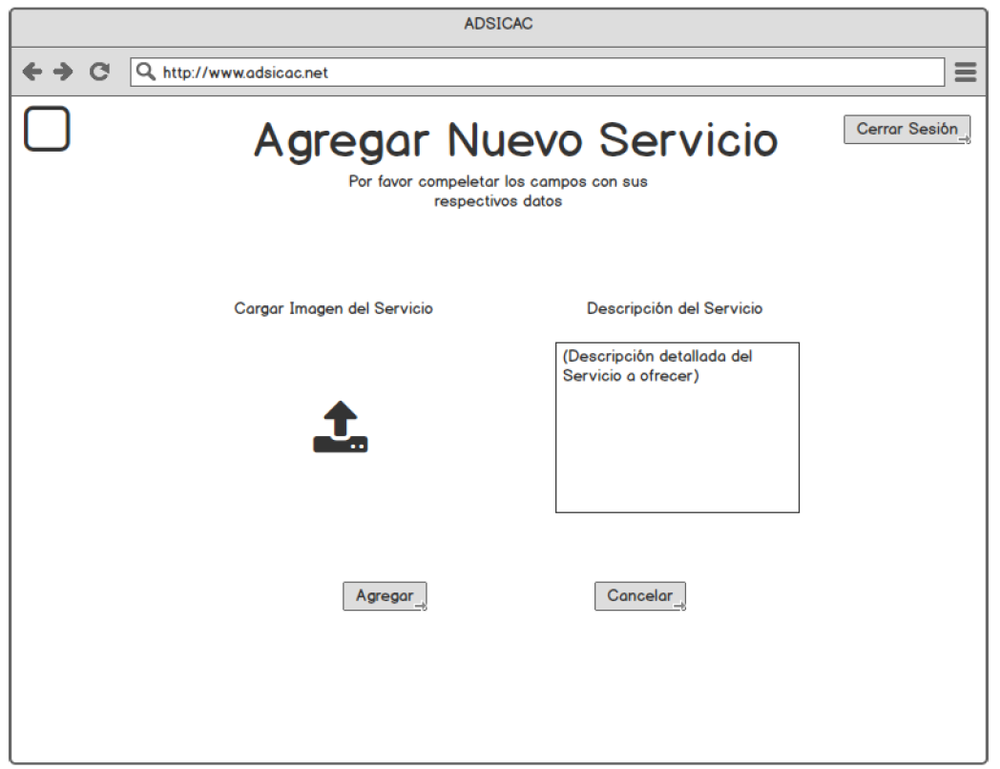 ADSICAC
http://www.adsicac.net
Agregar Nuevo Servicio
Cerrar Sesión
Por favor compeletar los campos con sus
respectivos datos
Cargar Imagen del Servicio
Descripción del Servicio
(Descripción detallada del
Servicio a ofrecer)
Agregar
Cancelar